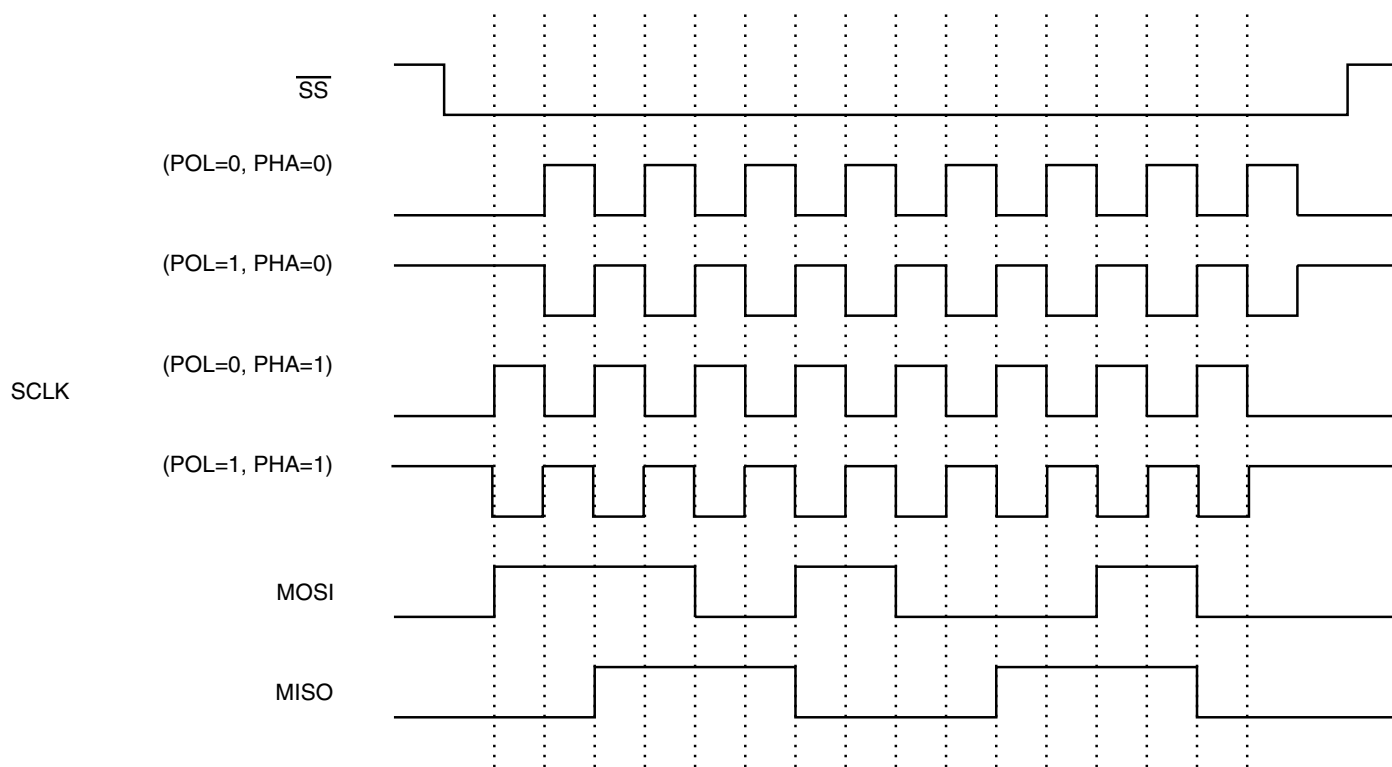 SS
(POL=0, PHA=0)
(POL=1, PHA=0)
(POL=0, PHA=1)
SCLK
(POL=1, PHA=1)
MOSI
MISO